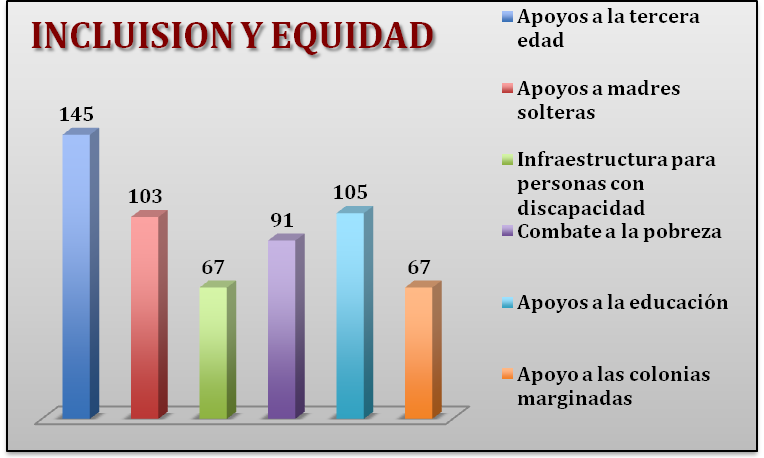 INCLUISION Y EQUIDAD
145
103
67
91
105
67
Apoyos a la tercera
edad
Apoyos a madres
solteras
Infraestructura para
personas con
discapacidad
Combate a la pobreza
Apoyos a la educación
Apoyo a las colonias
marginadas